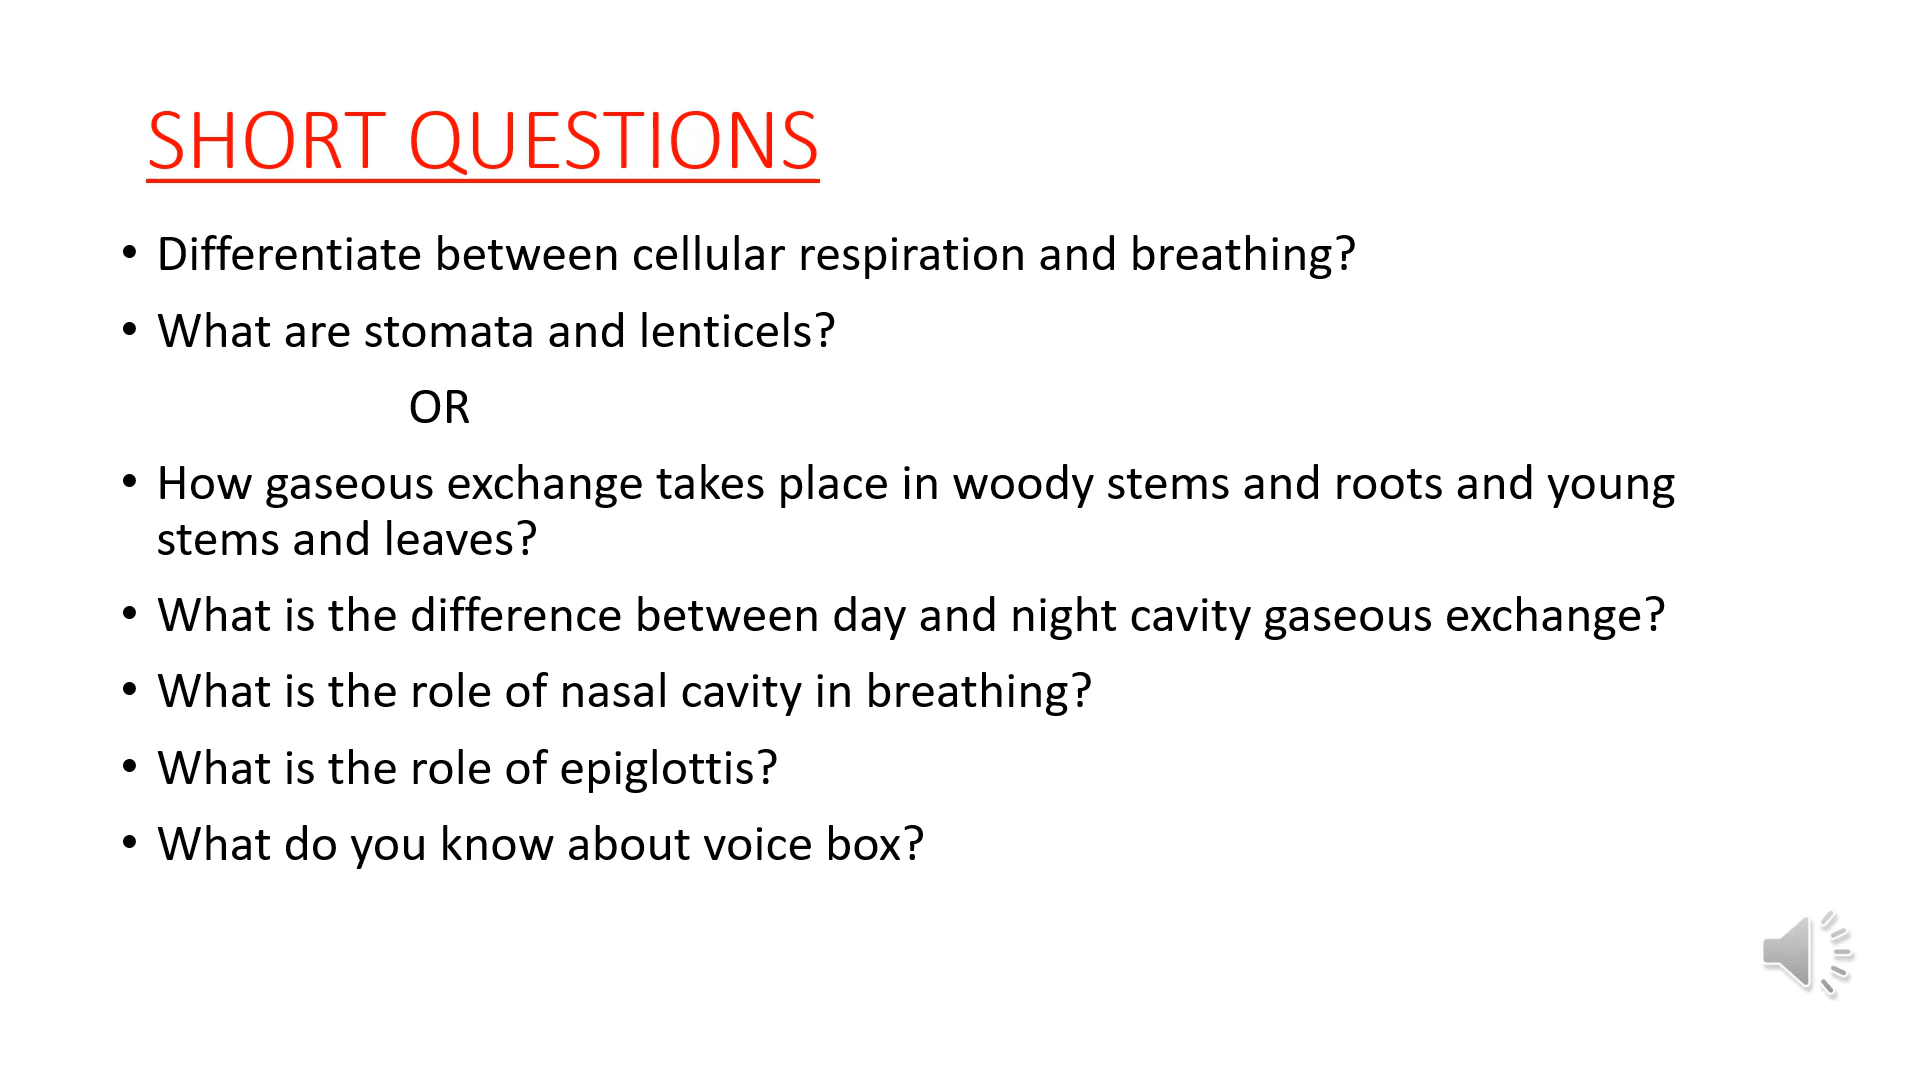 SHORT QUESTIONS
• Differentiate between cellular respiration and breathing?
• What are stomata and lenticels?
OR
• How gaseous exchange takes place in woody stems and roots and young
stems and leaves?
• What is the difference between day and night cavity gaseous exchange?
• What is the role of nasal cavity in breathing?
• What is the role of epiglottis?
• What do you know about voice box?